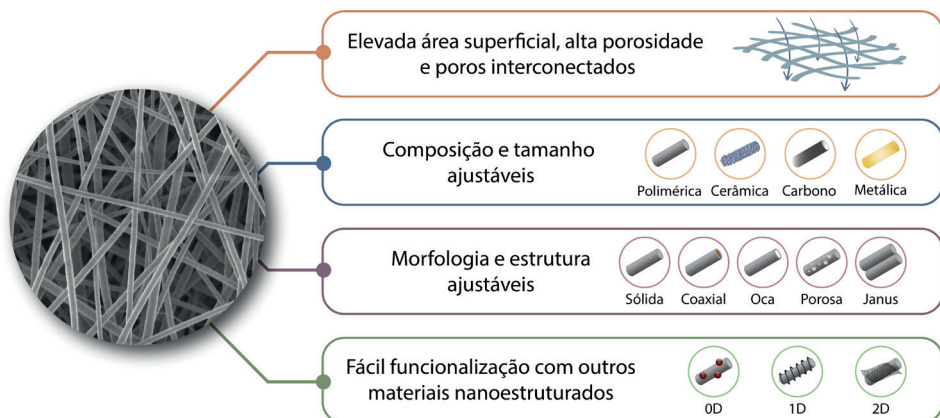 Elevada área superficial, alta porosidade
e poros interconectados
Composição e tamanho
ajustáveis
Polimérica Cerâmica Carbono Metálica
Morfologia e estrutura
ajustáveis
Sólida Coaxial Oca Porosa Janus
Fácil funcionalização com outros
materiais nanoestruturados
0D 1D 2D